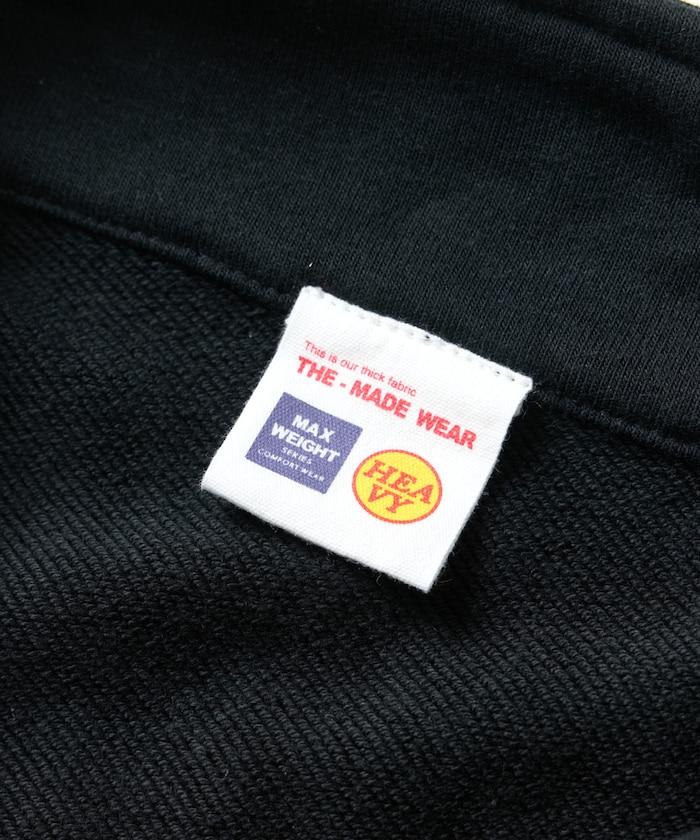 This is our thick fabric
THE - MADE WEAR
MAX
WEIGHT
SERIES
COMFORT WEAR
HEA
VY